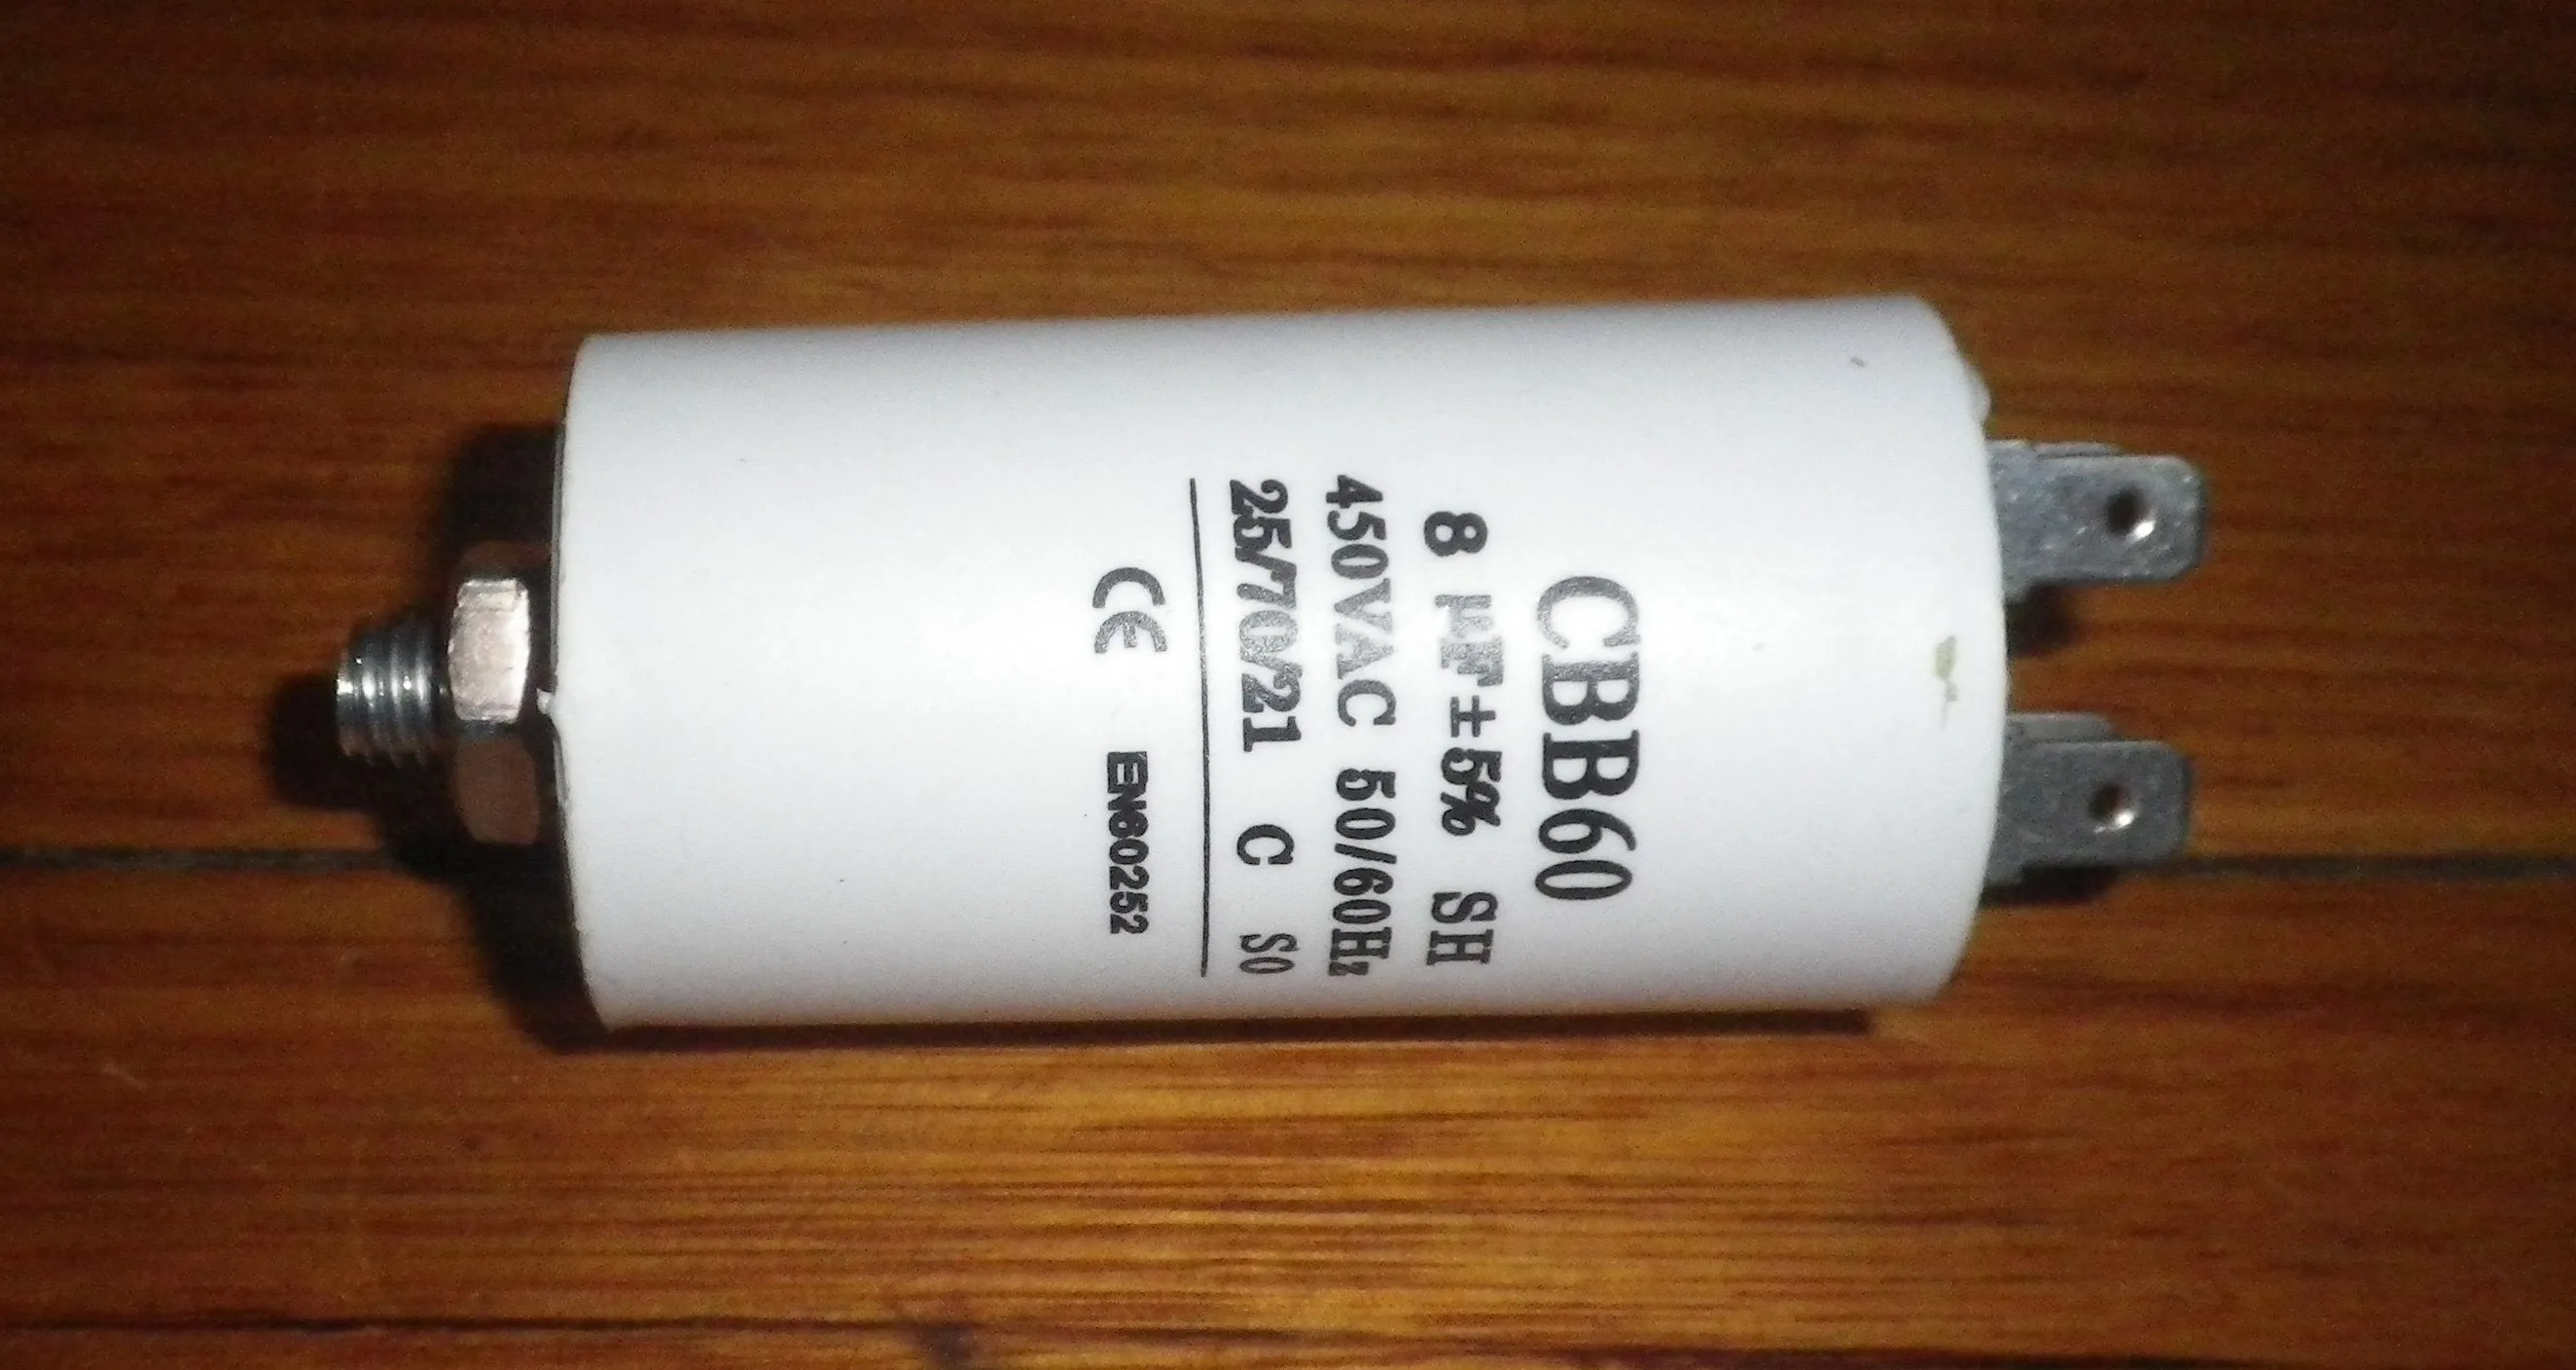 CBB60
8 μF±5% SH
450VAC 50/60Hz
25/70/21 C S0
CE EN60252